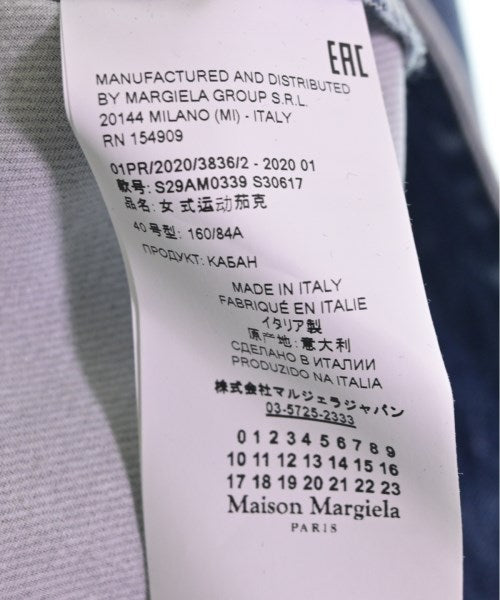 EAC
MANUFACTURED AND DISTRIBUTED
BY MARGIELA GROUP S.R.L.
20144 MILANO (MI) - ITALY
RN 154909
01PR/2020/3836/2 - 2020 01
款号: S29AM0339 S30617
品名: 女式运动茄克
40号型: 160/84A
ПРОДУКТ: КАБАН
MADE IN ITALY
FABRIQUÉ EN ITALIE
イタリア製
原产地: 意大利
СДЕЛАНО В ИТАЛИИ
PRODUZIDO NA ITALIA
株式会社マルジェラジャパン
03-5725-2333
0 1 2 3 4 5 6 7 8 9
10 11 12 13 14 15 16
17 18 19 20 21 22 23
Maison Margiela
PARIS